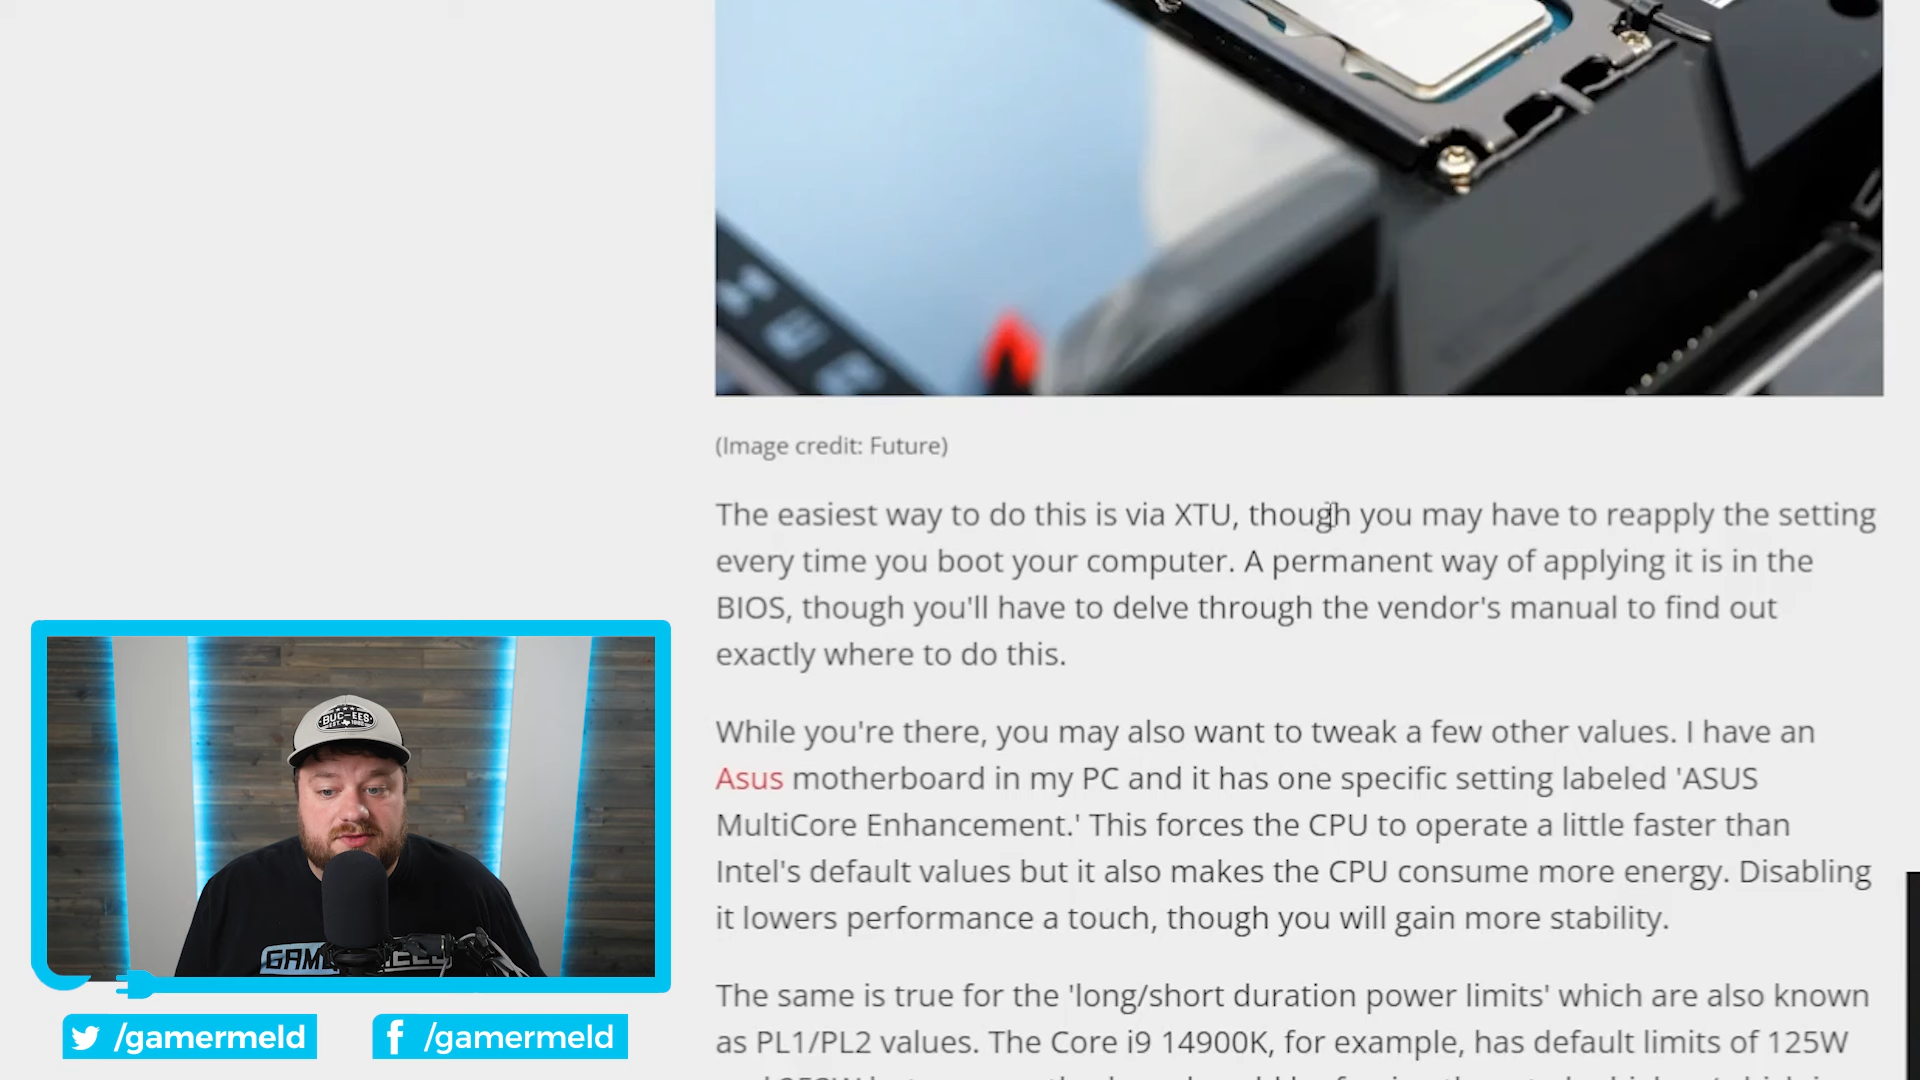 (Image credit: Future)
The easiest way to do this is via XTU, though you may have to reapply the setting
every time you boot your computer. A permanent way of applying it is in the
BIOS, though you'll have to delve through the vendor's manual to find out
exactly where to do this.
While you're there, you may also want to tweak a few other values. I have an
Asus motherboard in my PC and it has one specific setting labeled 'ASUS
MultiCore Enhancement.' This forces the CPU to operate a little faster than
Intel's default values but it also makes the CPU consume more energy. Disabling
it lowers performance a touch, though you will gain more stability.
The same is true for the 'long/short duration power limits' which are also known
as PL1/PL2 values. The Core i9 14900K, for example, has default limits of 125W
BUC-EES
/gamermeld
/gamermeld